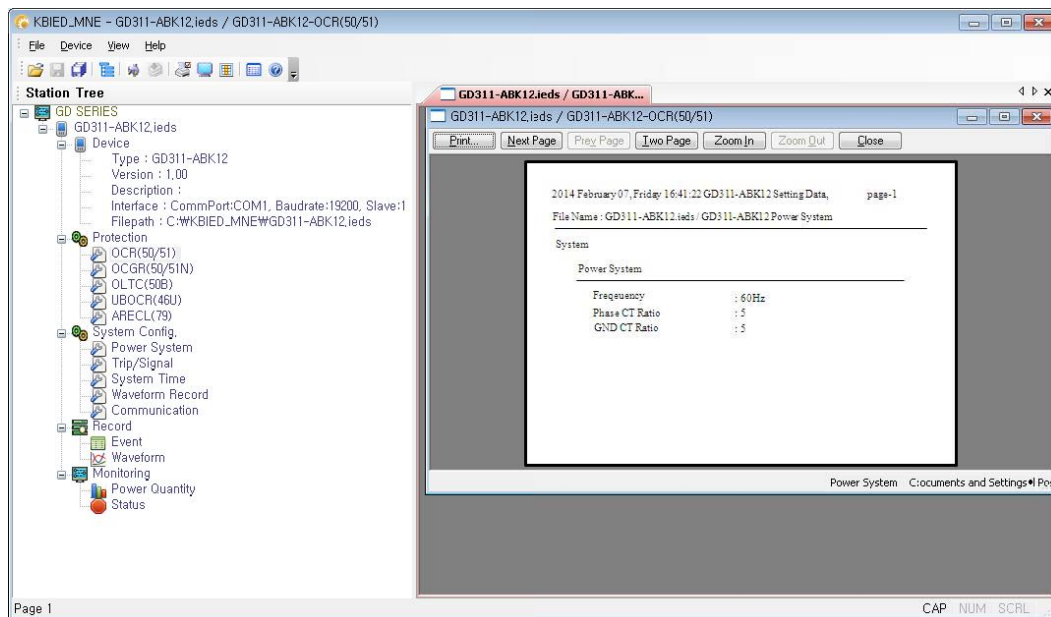 KBIED_MNE - GD311-ABK12.ieds / GD311-ABK12-OCR(50/51)
File Device View Help
Station Tree
GD SERIES
GD311-ABK12.ieds
Device
Type : GD311-ABK12
Version : 1.00
Description :
Interface : CommPort:COM1, Baudrate:19200, Slave:1
Filepath : C:₩KBIED_MNE₩GD311-ABK12.ieds
Protection
OCR(50/51)
OCGR(50/51N)
OLTC(50B)
UBOCR(46U)
ARECL(79)
System Config.
Power System
Trip/Signal
System Time
Waveform Record
Communication
Record
Event
Waveform
Monitoring
Power Quantity
Status
GD311-ABK12.ieds / GD311-ABK...
GD311-ABK12.ieds / GD311-ABK12-OCR(50/51)
Print... Next Page Prev Page Two Page Zoom In Zoom Out Close
2014 February 07, Friday 16:41:22 GD311-ABK12 Setting Data, page-1
File Name : GD311-ABK12.ieds / GD311-ABK12 Power System
System
Power System
Freqeuency : 60Hz
Phase CT Ratio : 5
GND CT Ratio : 5
Power System C:ocuments and Settings•l Po
Page 1 CAP NUM SCRL